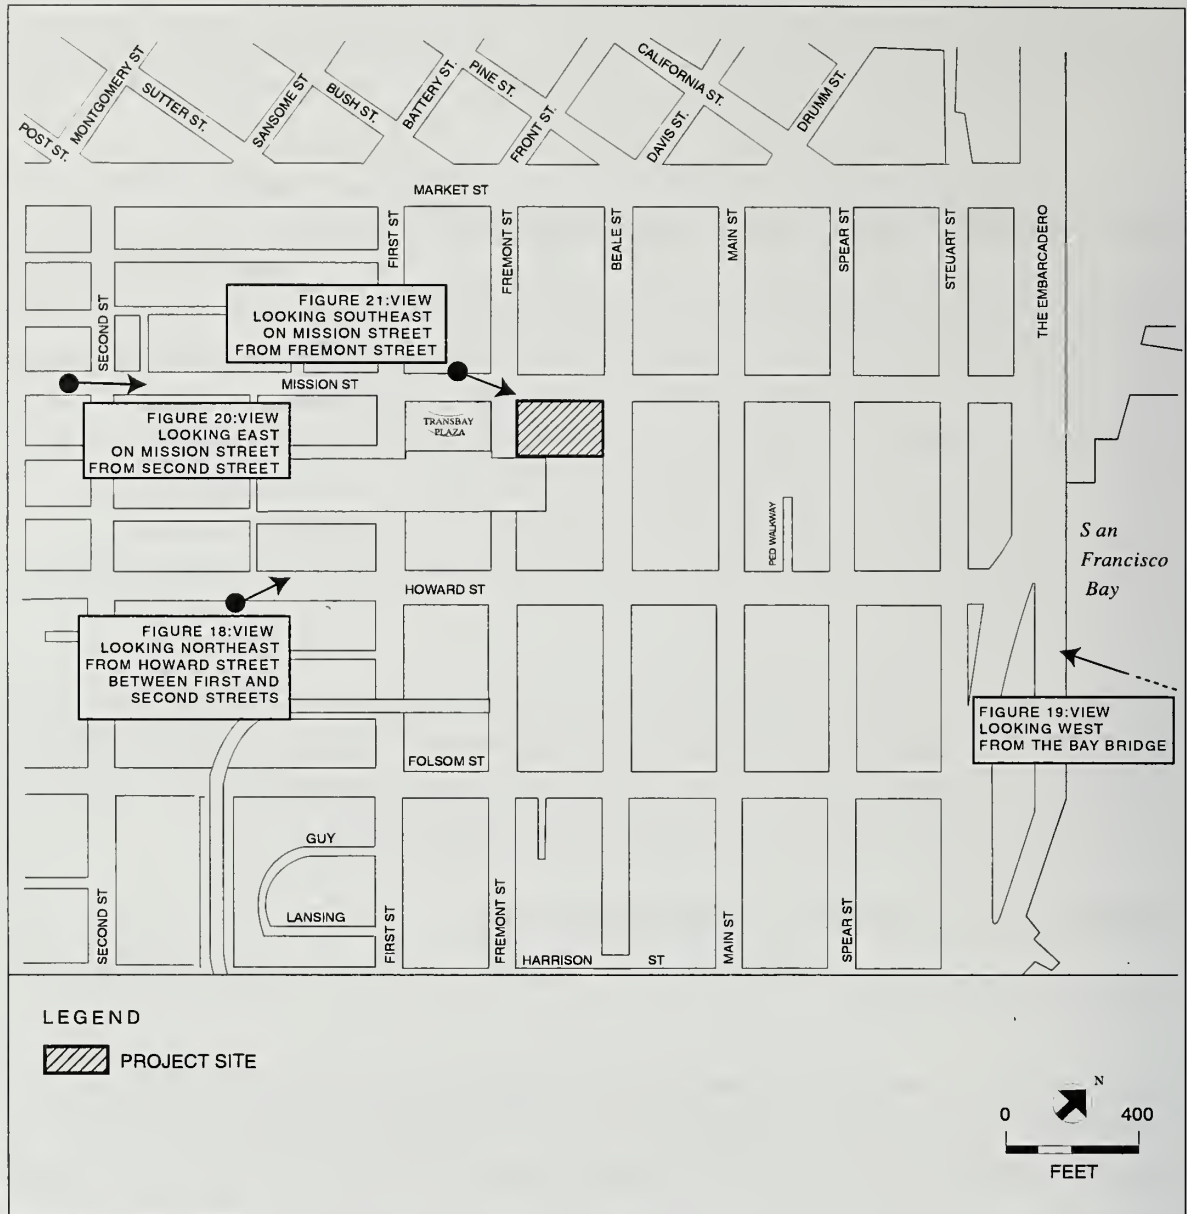 POST ST.
MONTGOMERY ST
SUTTER ST.
SANSOME ST
BUSH ST.
BATTERY ST.
PINE ST.
FRONT ST.
CALIFORNIA ST.
DAVIS ST.
DRUMM ST.
MARKET ST
SECOND ST
FIRST ST
FREMONT ST
BEALE ST
MAIN ST
SPEAR ST
STEUART ST
THE EMBARCADERO
FIGURE 21:VIEW
LOOKING SOUTHEAST
ON MISSION STREET
FROM FREMONT STREET
MISSION ST
FIGURE 20:VIEW
LOOKING EAST
ON MISSION STREET
FROM SECOND STREET
TRANSBAY
PLAZA
PED WALKWAY
San
Francisco
Bay
HOWARD ST
FIGURE 18:VIEW
LOOKING NORTHEAST
FROM HOWARD STREET
BETWEEN FIRST AND
SECOND STREETS
FIGURE 19:VIEW
LOOKING WEST
FROM THE BAY BRIDGE
FOLSOM ST
GUY
LANSING
SECOND ST
FIRST ST
FREMONT ST
MAIN ST
SPEAR ST
HARRISON ST
LEGEND
PROJECT SITE
N
0 400
FEET